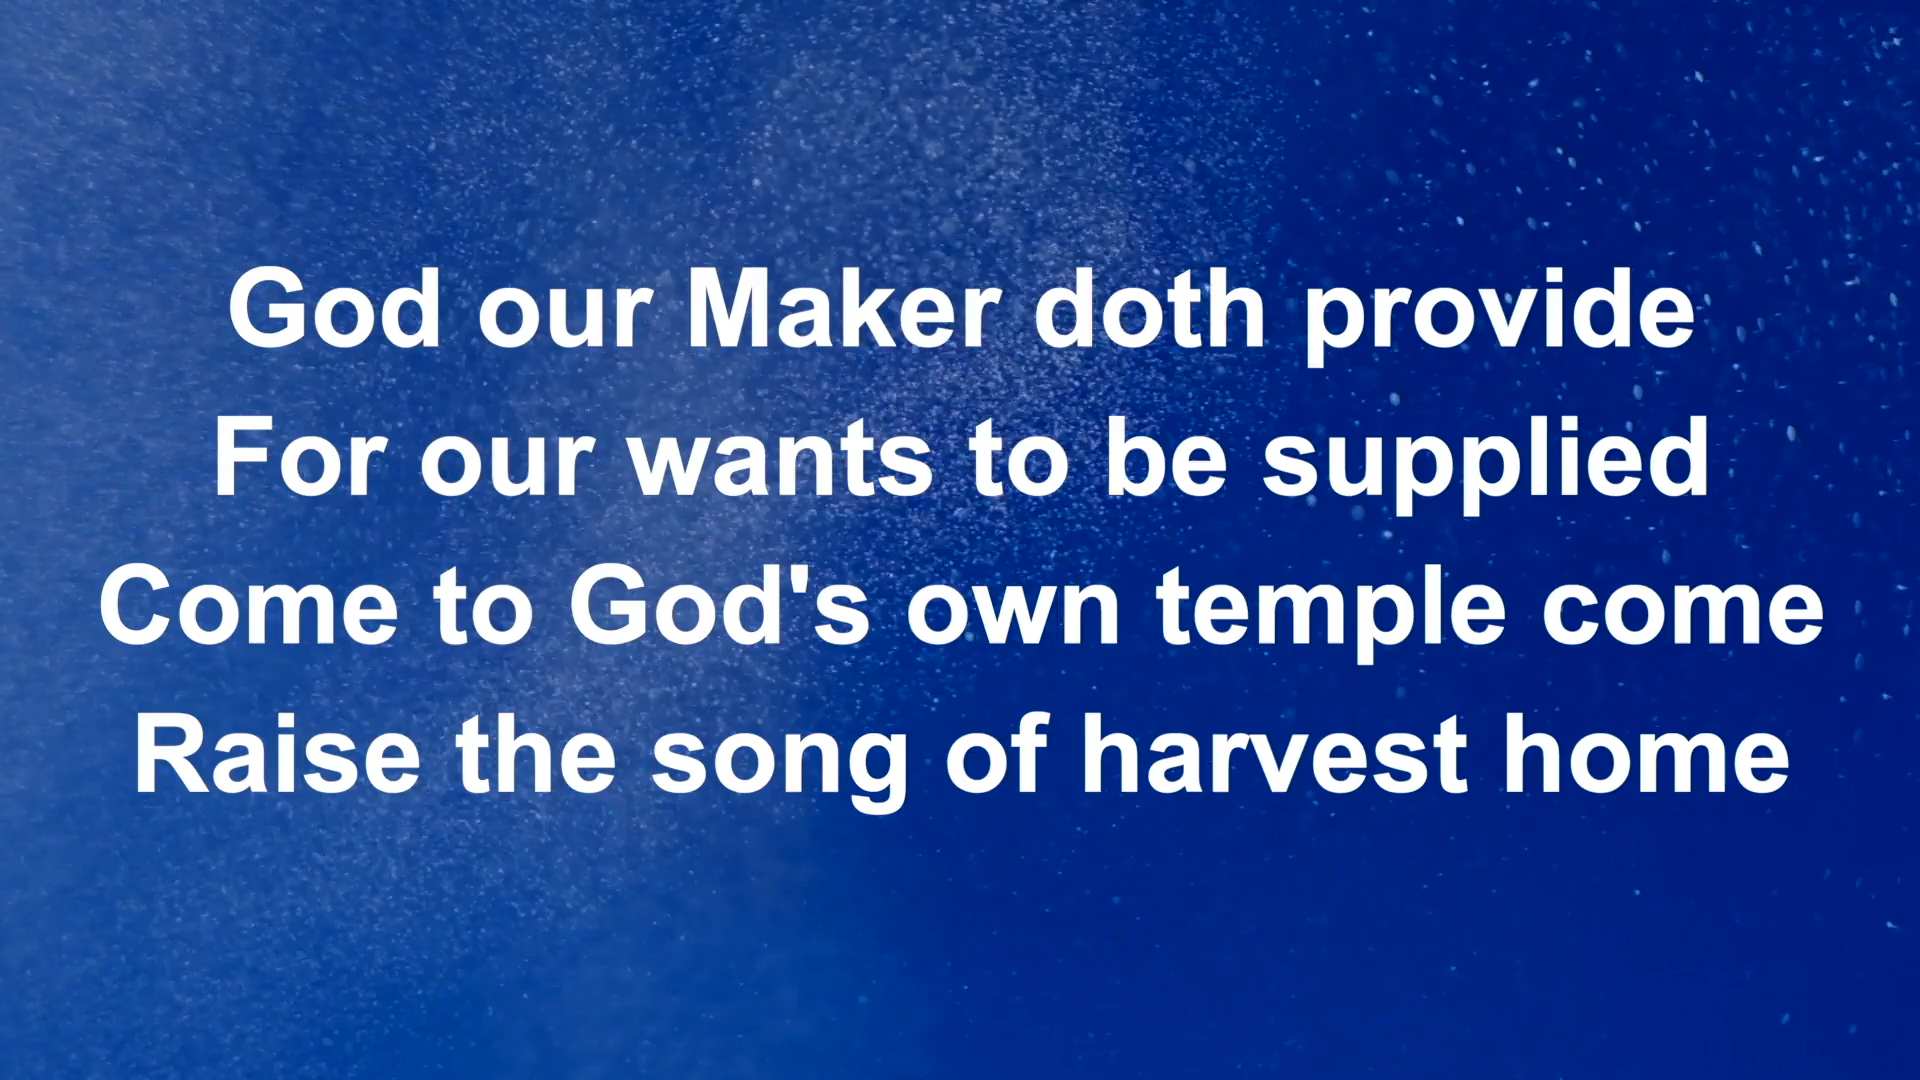 God our Maker doth provide
For our wants to be supplied
Come to God's own temple come
Raise the song of harvest home